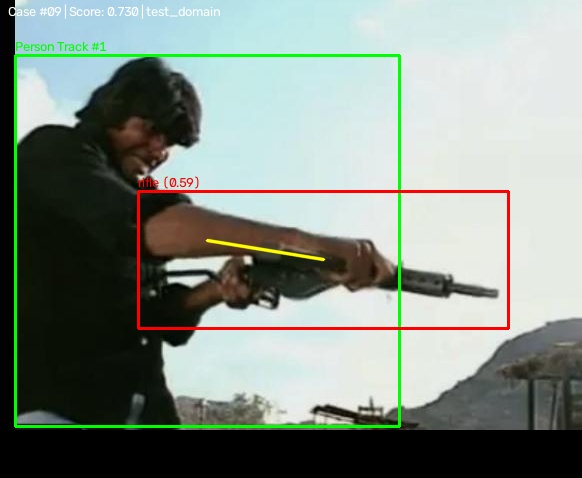 Case #09 | Score: 0.730 | test_domain
Person Track #1
rifle (0.59)